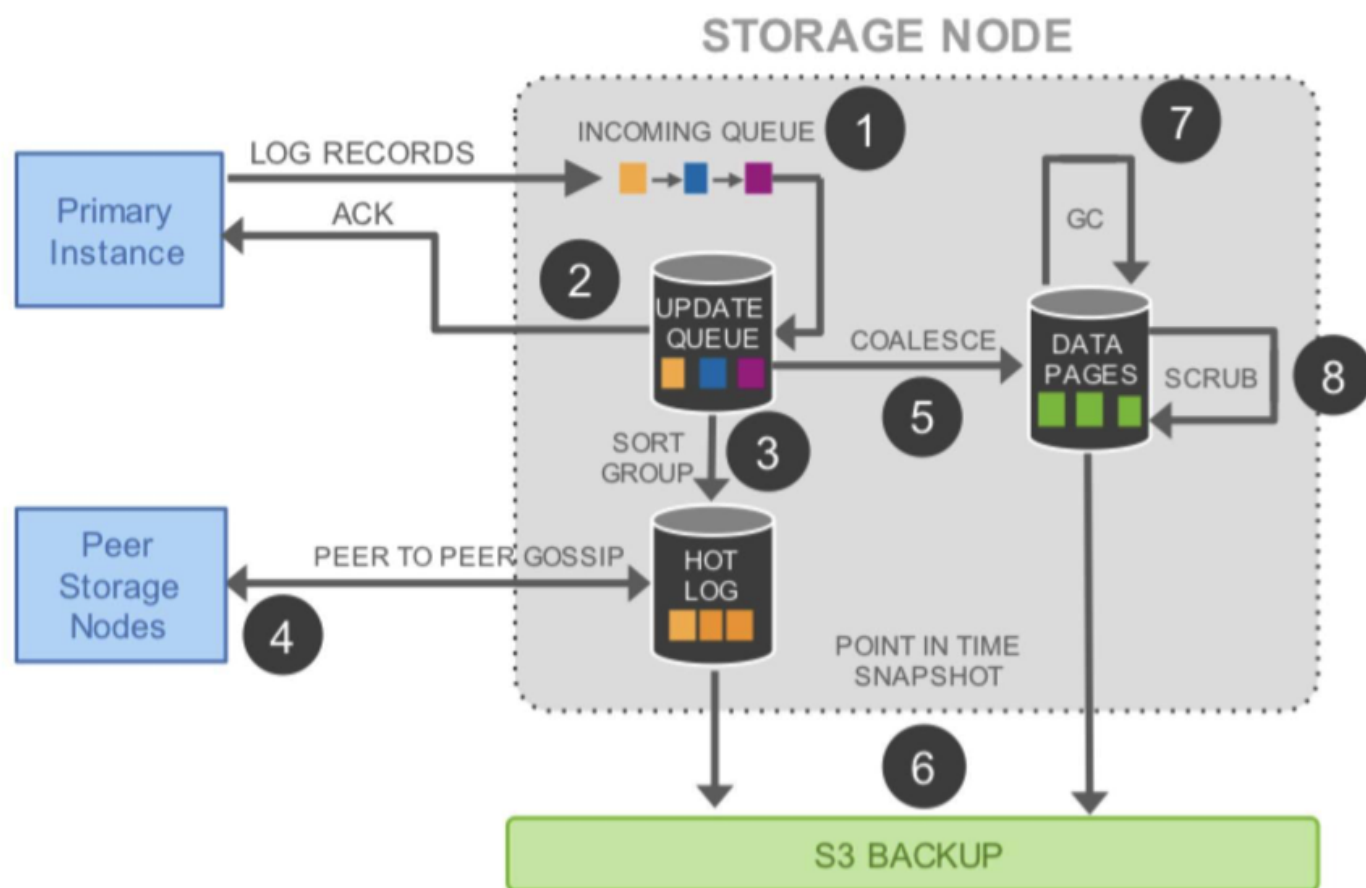 STORAGE NODE
INCOMING QUEUE
1
7
LOG RECORDS
Primary
Instance
ACK
GC
2
UPDATE
QUEUE
COALESCE
DATA
PAGES
SCRUB
8
5
SORT
GROUP
3
Peer
Storage
Nodes
PEER TO PEER GOSSIP
HOT
LOG
4
POINT IN TIME
SNAPSHOT
6
S3 BACKUP